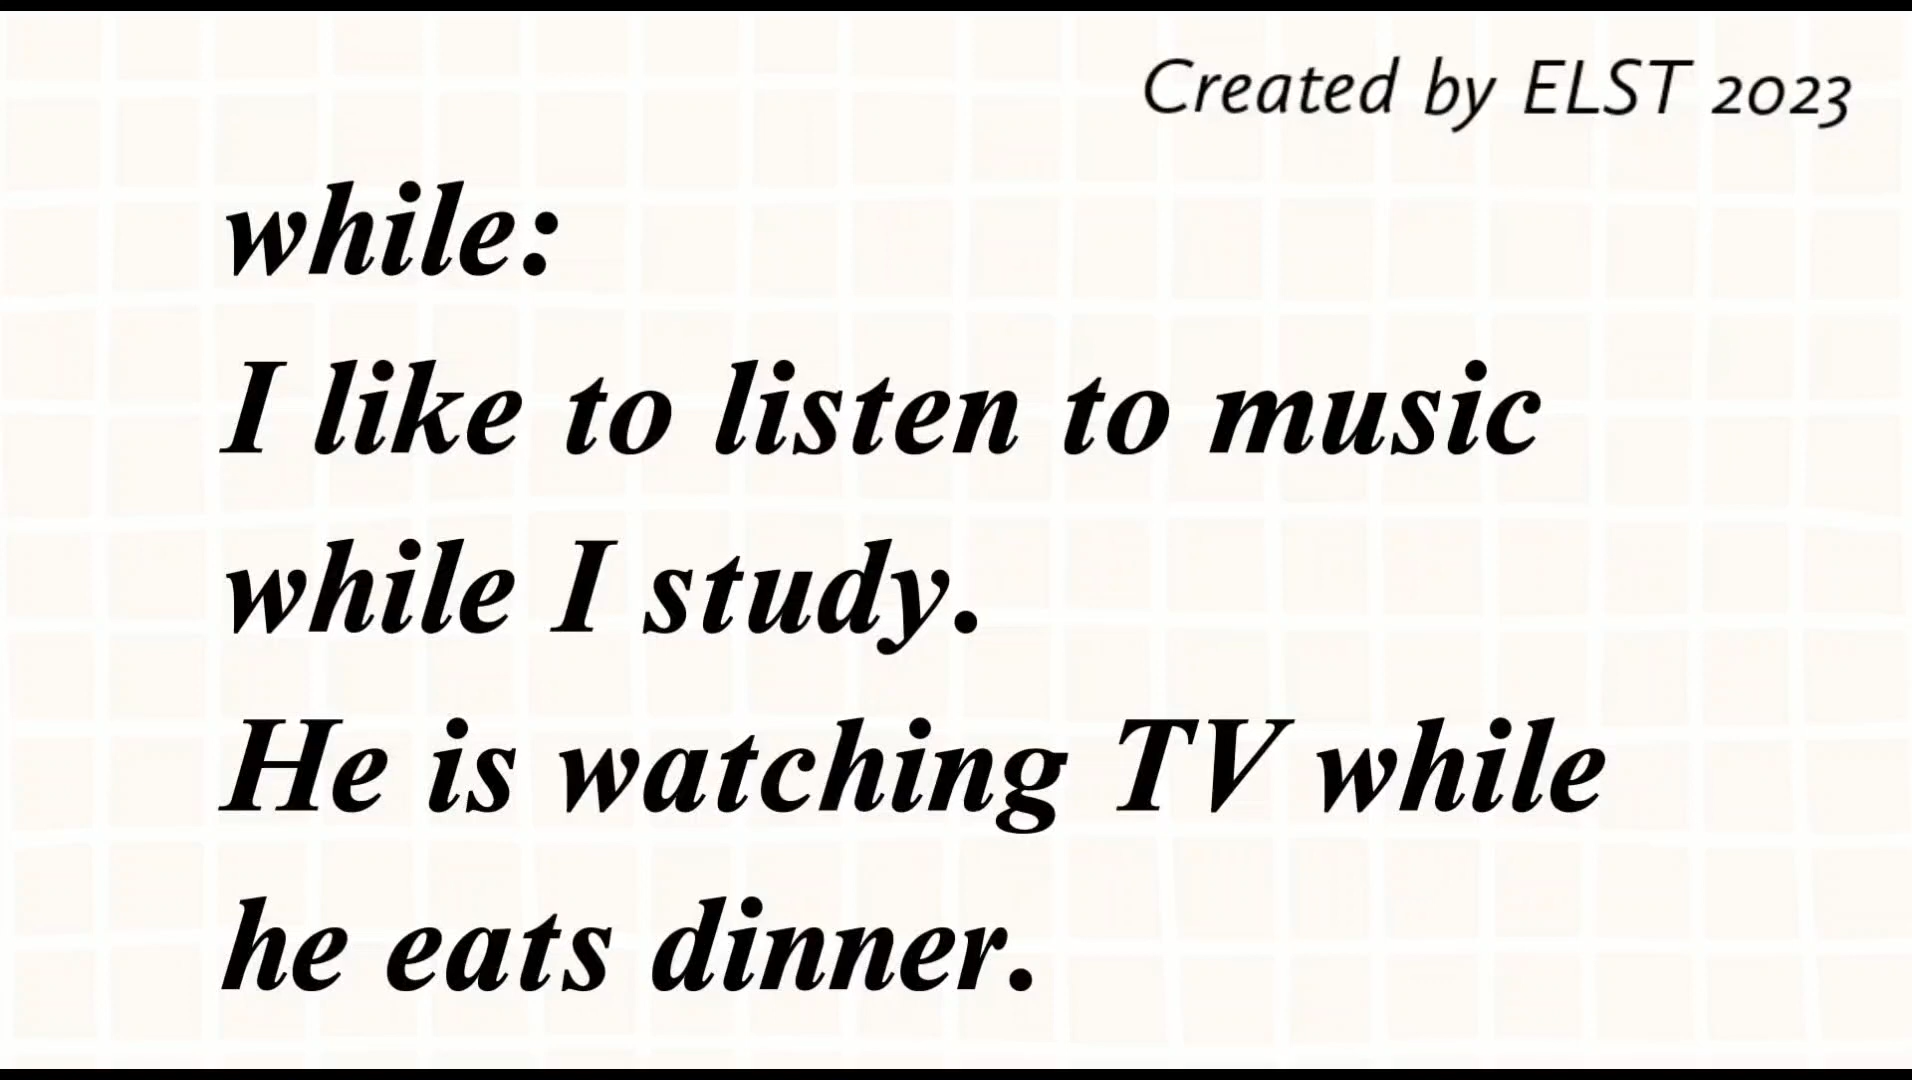 Created by ELST 2023
while:
I like to listen to music
while I study.
He is watching TV while
he eats dinner.